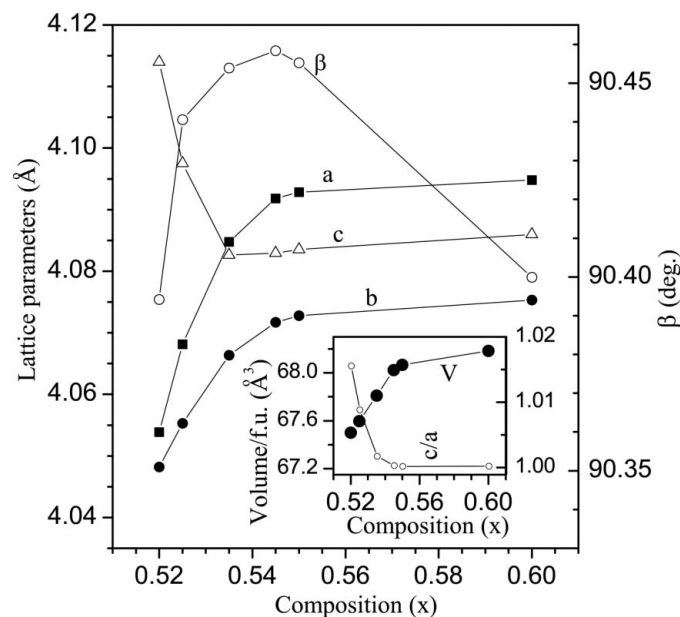 4.12
4.10
4.08
4.06
4.04
Lattice parameters (Å)
90.45
90.40
90.35
β (deg.)
β
a
c
b
0.52
0.54
0.56
0.58
0.60
Composition (x)
68.0
67.6
67.2
Volume/f.u. (Å³)
1.02
1.01
1.00
V
c/a
0.52
0.56
0.60
Composition (x)